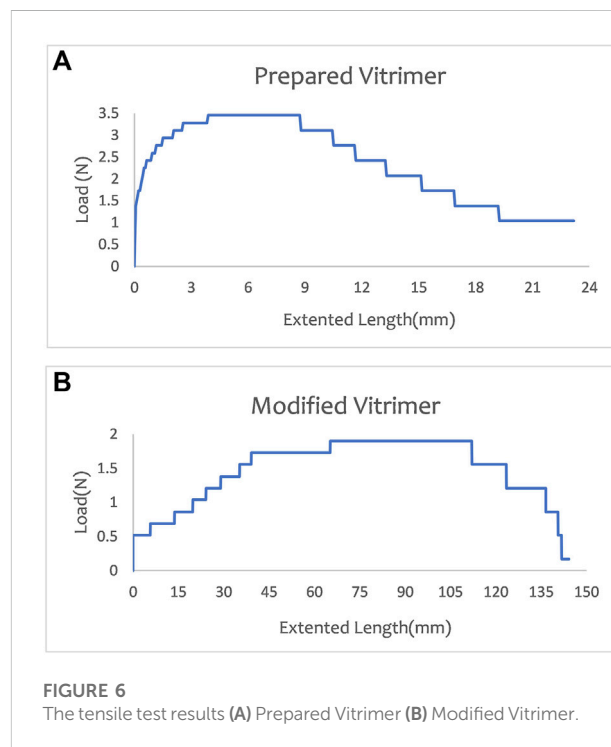 A
Prepared Vitrimer
3.5
3
2.5
2
1.5
1
0.5
0
Load (N)
0 3 6 9 12 15 18 21 24
Extented Length(mm)
B
Modified Vitrimer
2
1.5
1
0.5
0
Load(N)
0 15 30 45 60 75 90 105 120 135 150
Extented Length(mm)
FIGURE 6
The tensile test results (A) Prepared Vitrimer (B) Modified Vitrimer.